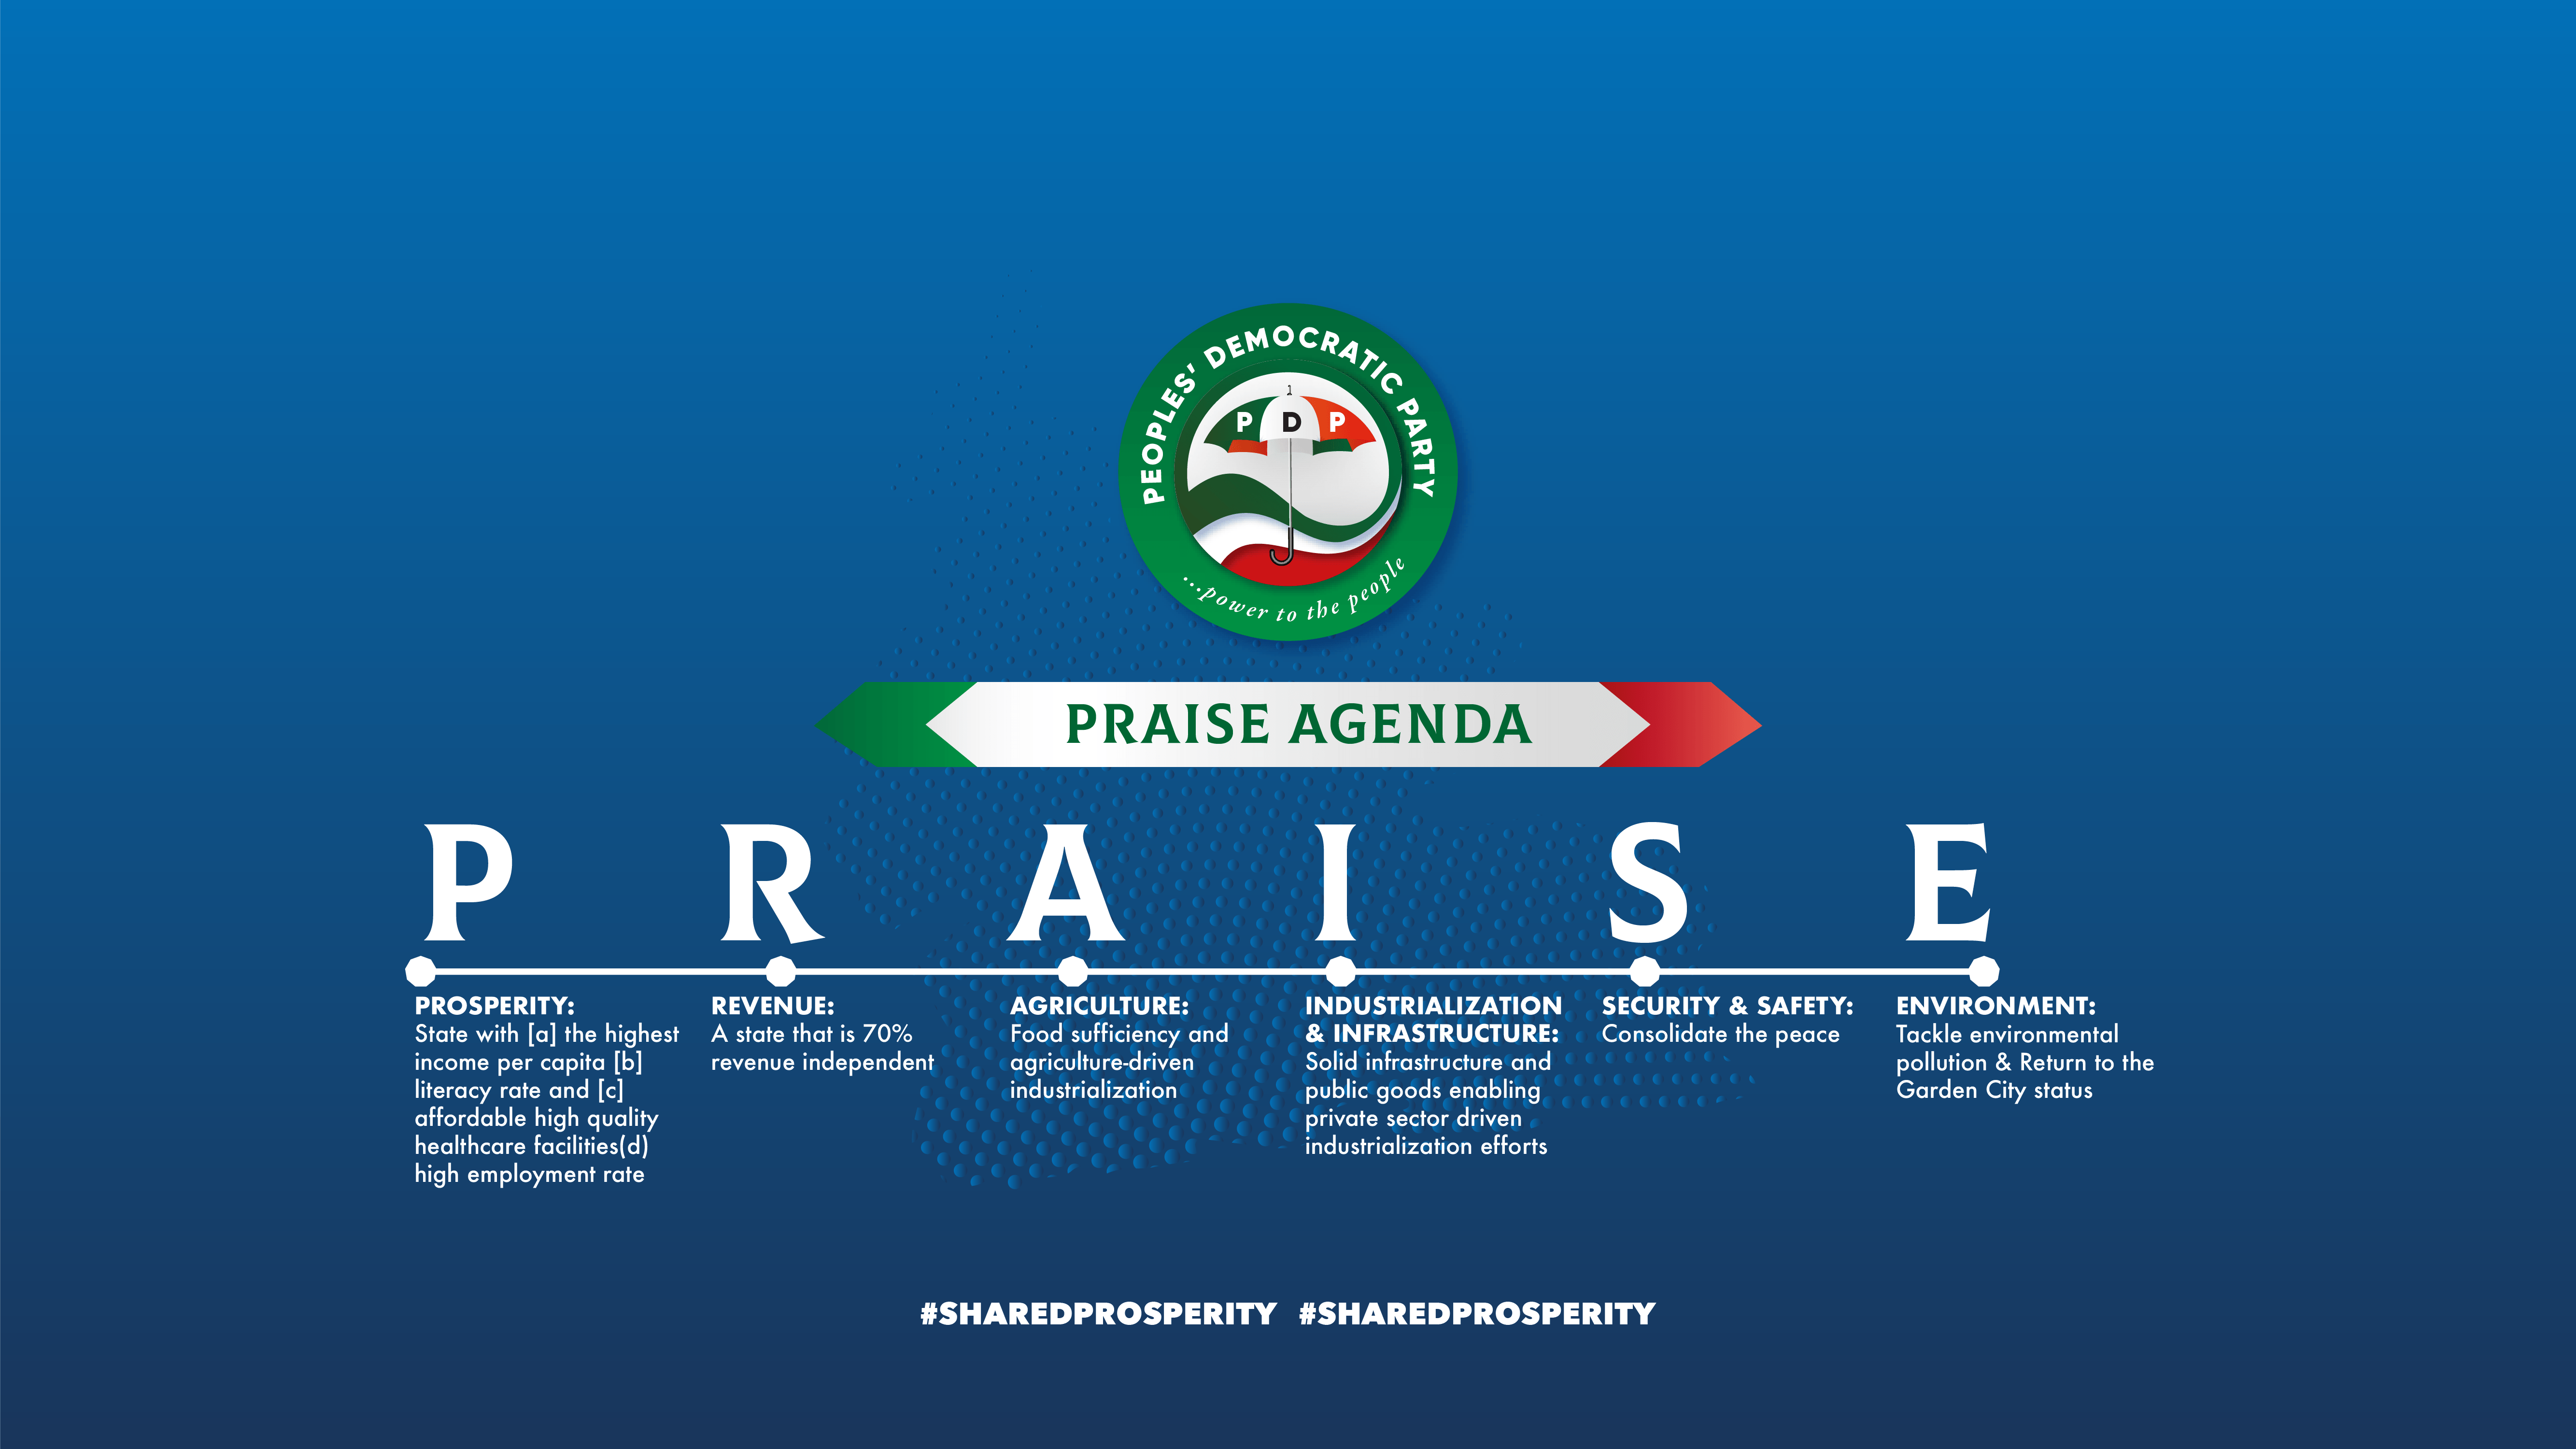 PEOPLES' DEMOCRATIC PARTY
P D P
...power to the people
PRAISE AGENDA
P R A I S E
PROSPERITY:
State with [a] the highest
income per capita [b]
literacy rate and [c]
affordable high quality
healthcare facilities(d)
high employment rate
REVENUE:
A state that is 70%
revenue independent
AGRICULTURE:
Food sufficiency and
agriculture-driven
industrialization
INDUSTRIALIZATION
& INFRASTRUCTURE:
Solid infrastructure and
public goods enabling
private sector driven
industrialization efforts
SECURITY & SAFETY:
Consolidate the peace
ENVIRONMENT:
Tackle environmental
pollution & Return to the
Garden City status
#SHAREDPROSPERITY #SHAREDPROSPERITY